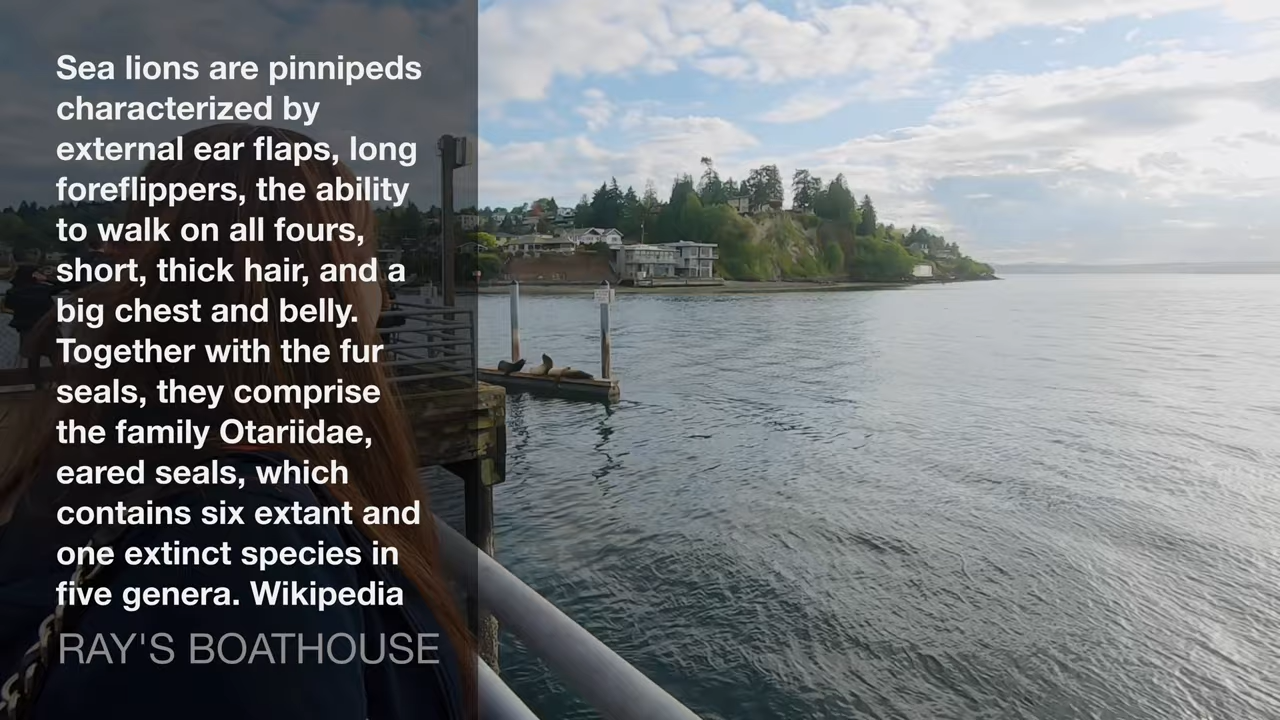 Sea lions are pinnipeds
characterized by
external ear flaps, long
foreflippers, the ability
to walk on all fours,
short, thick hair, and a
big chest and belly.
Together with the fur
seals, they comprise
the family Otariidae,
eared seals, which
contains six extant and
one extinct species in
five genera. Wikipedia
RAY'S BOATHOUSE